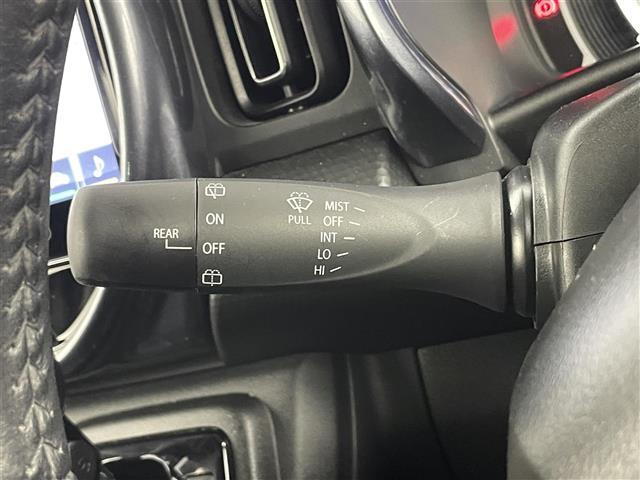 REAR
ON
OFF
PULL
MIST
OFF
INT
LO
HI